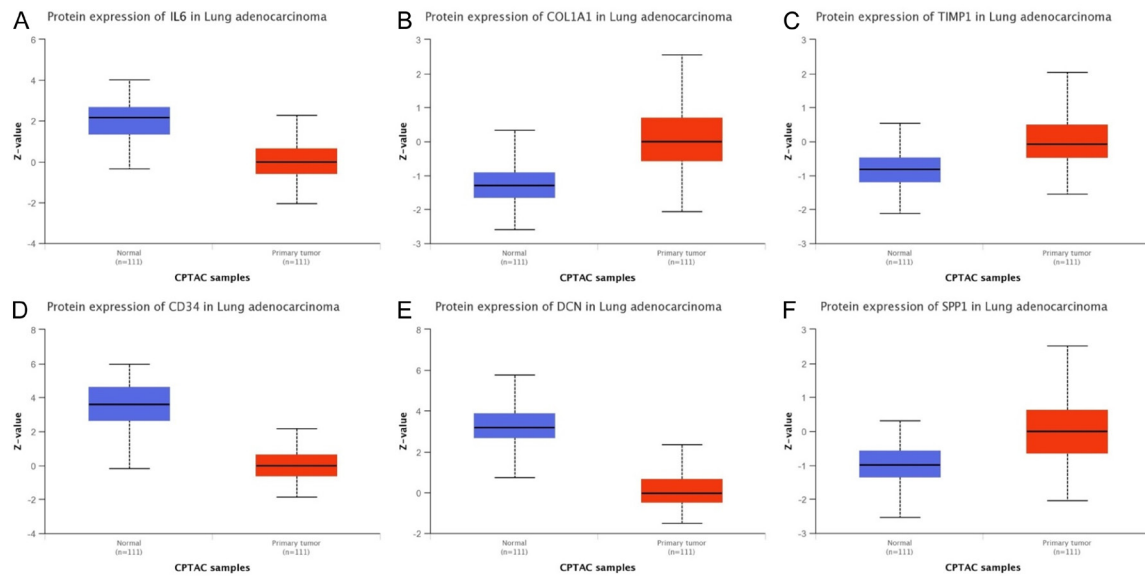 A
Protein expression of IL6 in Lung adenocarcinoma
6
4
2
0
-2
-4
Z-value
Normal
(n=111)
Primary tumor
(n=111)
CPTAC samples
B
Protein expression of COL1A1 in Lung adenocarcinoma
3
2
1
0
-1
-2
-3
Z-value
Normal
(n=111)
Primary tumor
(n=111)
CPTAC samples
C
Protein expression of TIMP1 in Lung adenocarcinoma
3
2
1
0
-1
-2
-3
Z-value
Normal
(n=111)
Primary tumor
(n=111)
CPTAC samples
D
Protein expression of CD34 in Lung adenocarcinoma
8
6
4
2
0
-2
-4
Z-value
Normal
(n=111)
Primary tumor
(n=111)
CPTAC samples
E
Protein expression of DCN in Lung adenocarcinoma
8
6
4
2
0
-2
Z-value
Normal
(n=111)
Primary tumor
(n=111)
CPTAC samples
F
Protein expression of SPP1 in Lung adenocarcinoma
3
2
1
0
-1
-2
-3
Z-value
Normal
(n=111)
Primary tumor
(n=111)
CPTAC samples